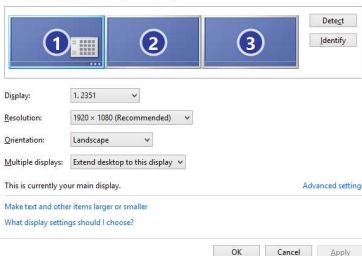 1
2
3
Detect
Identify
Display: 1. 2351
Resolution: 1920 × 1080 (Recommended)
Orientation: Landscape
Multiple displays: Extend desktop to this display
This is currently your main display.
Advanced setting
Make text and other items larger or smaller
What display settings should I choose?
OK Cancel Apply